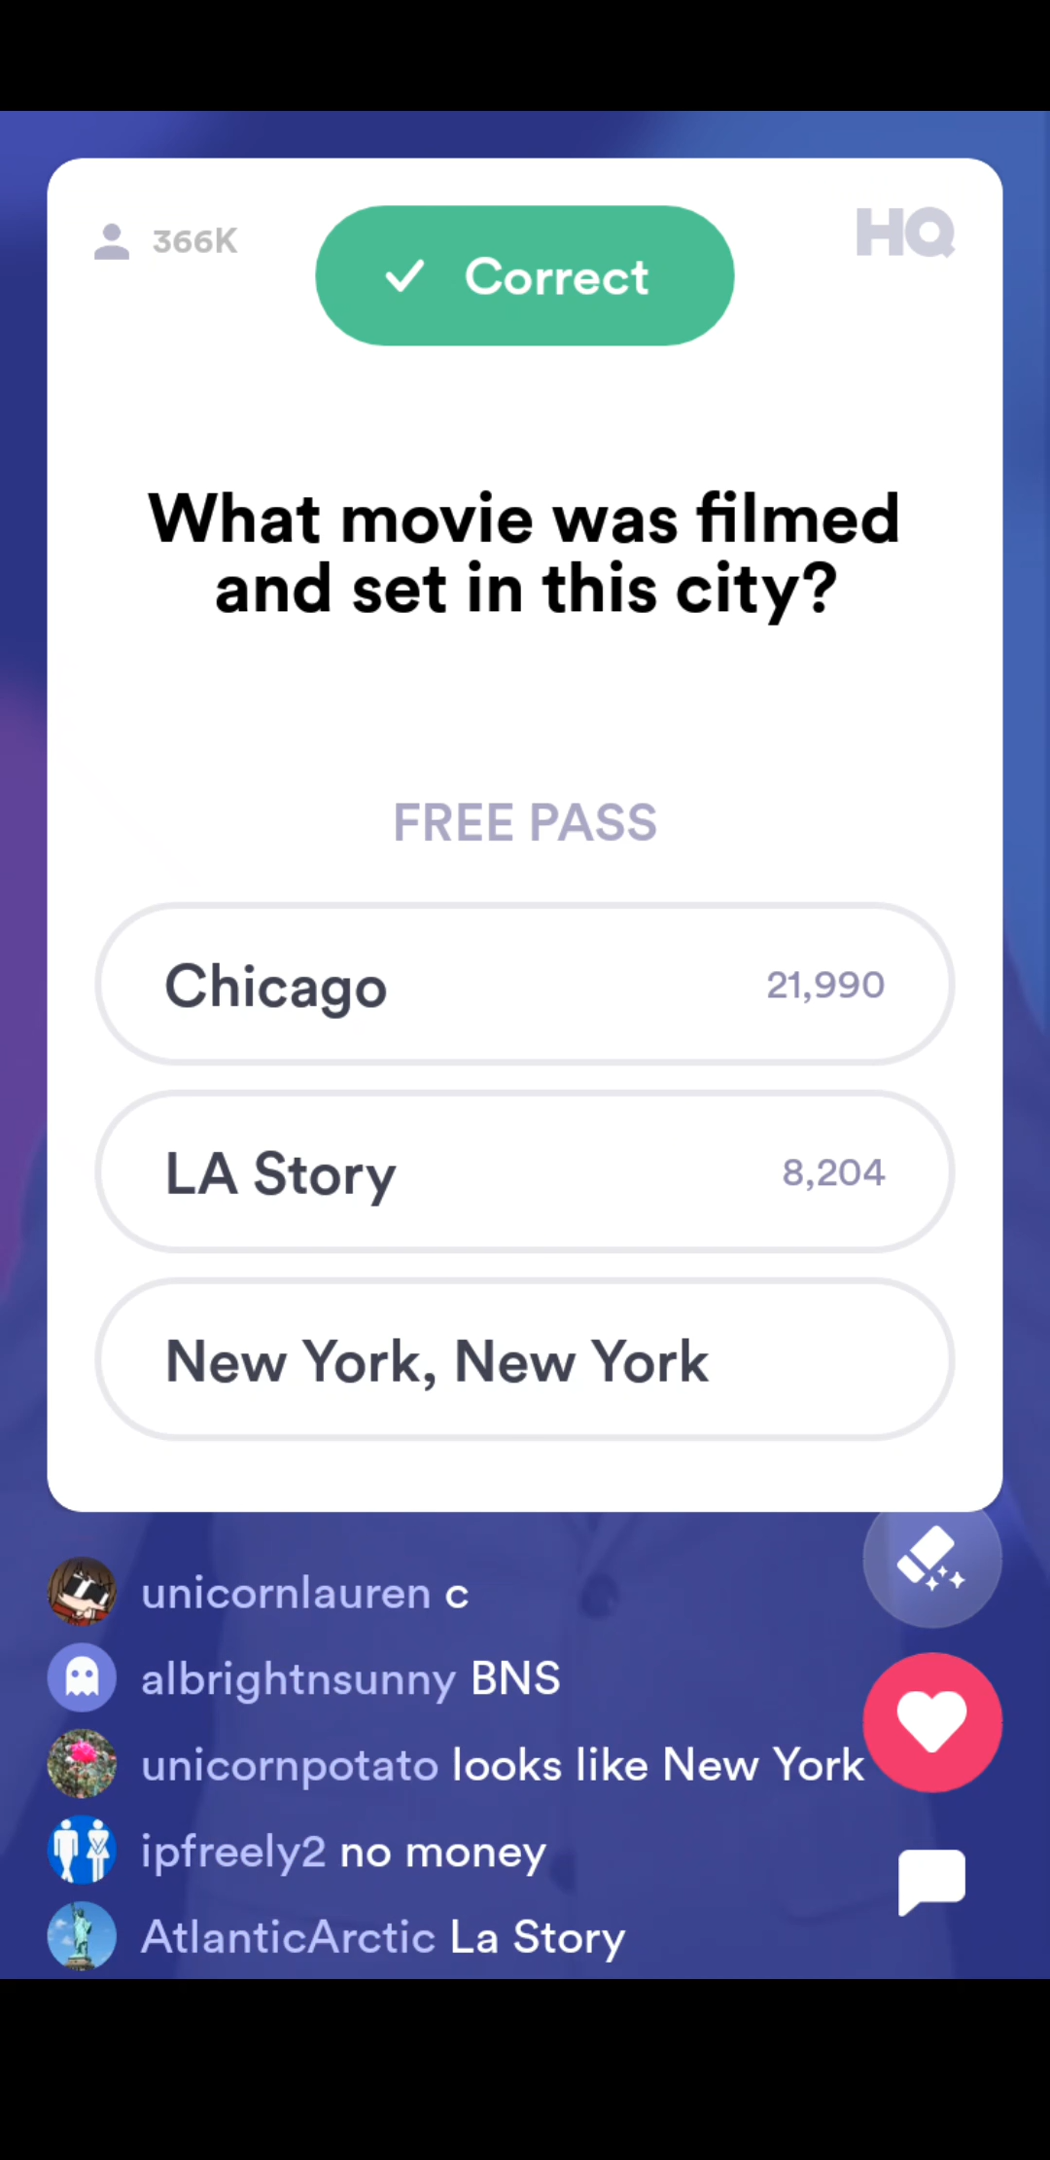 366K
Correct
HQ
What movie was filmed
and set in this city?
FREE PASS
Chicago 21,990
LA Story 8,204
New York, New York
unicornlauren c
albrightnsunny BNS
unicornpotato looks like New York
ipfreely2 no money
AtlanticArctic La Story